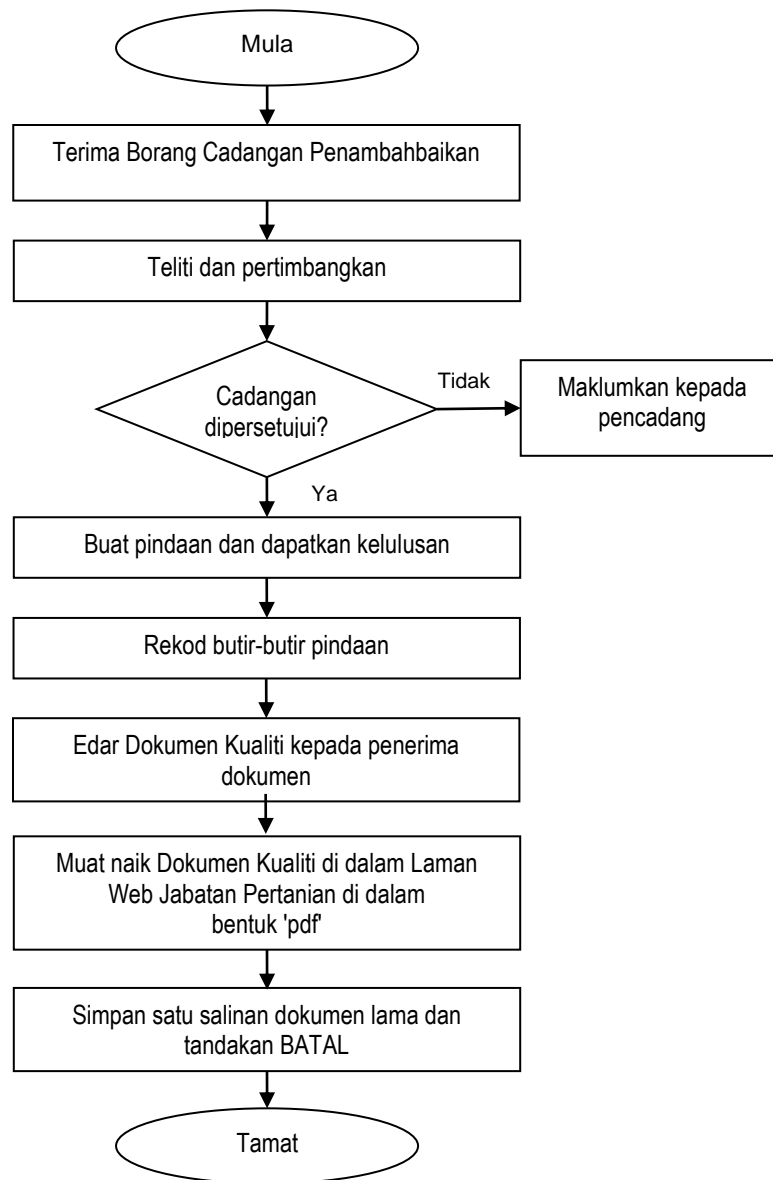 Mula
Terima Borang Cadangan Penambahbaikan
Teliti dan pertimbangkan
Cadangan
dipersetujui?
Tidak
Maklumkan kepada
pencadang
Ya
Buat pindaan dan dapatkan kelulusan
Rekod butir-butir pindaan
Edar Dokumen Kualiti kepada penerima
dokumen
Muat naik Dokumen Kualiti di dalam Laman
Web Jabatan Pertanian di dalam
bentuk 'pdf'
Simpan satu salinan dokumen lama dan
tandakan BATAL
Tamat